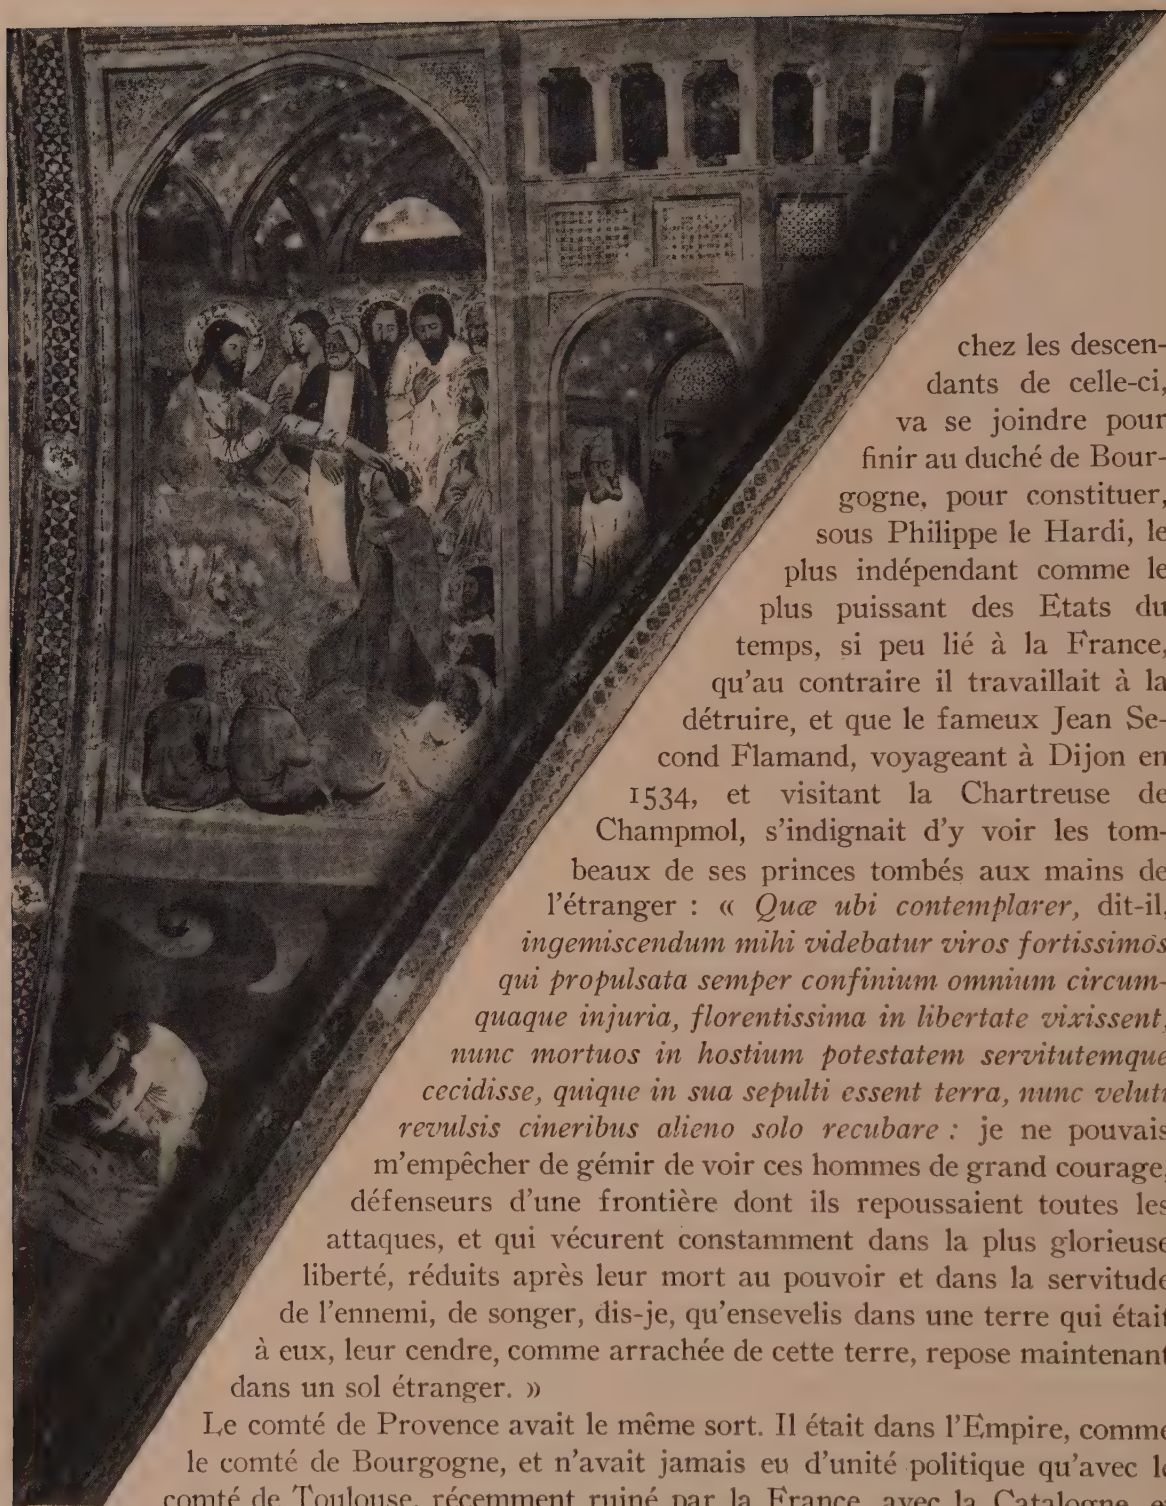 chez les descen-
dants de celle-ci,
va se joindre pour
finir au duché de Bour-
gogne, pour constituer,
sous Philippe le Hardi, le
plus indépendant comme le
plus puissant des Etats du
temps, si peu lié à la France,
qu'au contraire il travaillait à la
détruire, et que le fameux Jean Se-
cond Flamand, voyageant à Dijon en
1534, et visitant la Chartreuse de
Champmol, s'indignait d'y voir les tom-
beaux de ses princes tombés aux mains de
l'étranger : « Quæ ubi contemplarer, dit-il,
ingemiscendum mihi videbatur viros fortissimos
qui propulsata semper confinium omnium circum-
quaque injuria, florentissima in libertate vixissent,
nunc mortuos in hostium potestatem servitutemque
cecidisse, quique in sua sepulti essent terra, nunc veluti
revulsis cineribus alieno solo recubare : je ne pouvais
m'empêcher de gémir de voir ces hommes de grand courage,
défenseurs d'une frontière dont ils repoussaient toutes les
attaques, et qui vécurent constamment dans la plus glorieuse
liberté, réduits après leur mort au pouvoir et dans la servitude
de l'ennemi, de songer, dis-je, qu'ensevelis dans une terre qui était
à eux, leur cendre, comme arrachée de cette terre, repose maintenant
dans un sol étranger. »
Le comté de Provence avait le même sort. Il était dans l'Empire, comme
le comté de Bourgogne, et n'avait jamais eu d'unité politique qu'avec le
comté de Toulouse, récemment ruiné par la France, avec la Catalogne